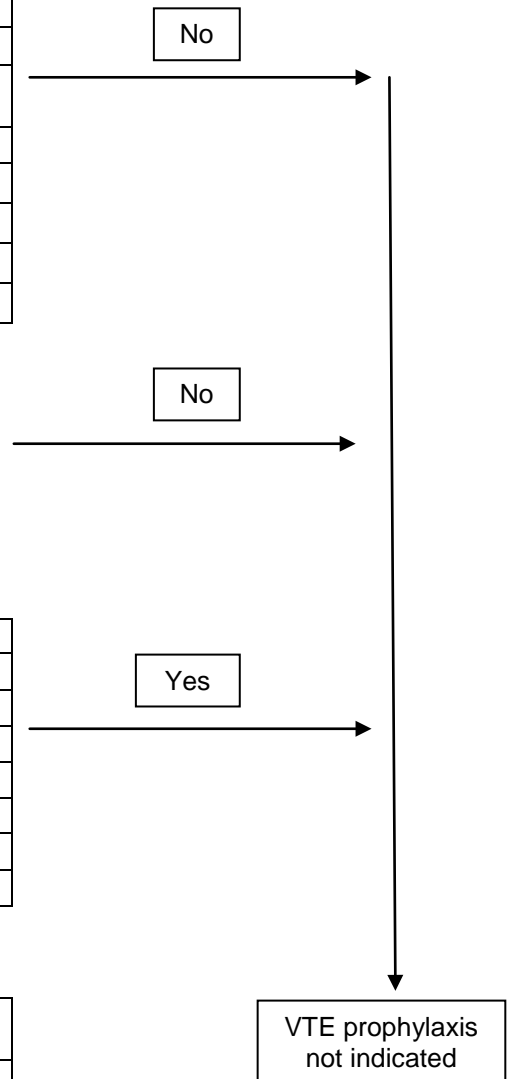 No
No
Yes
VTE prophylaxis
not indicated